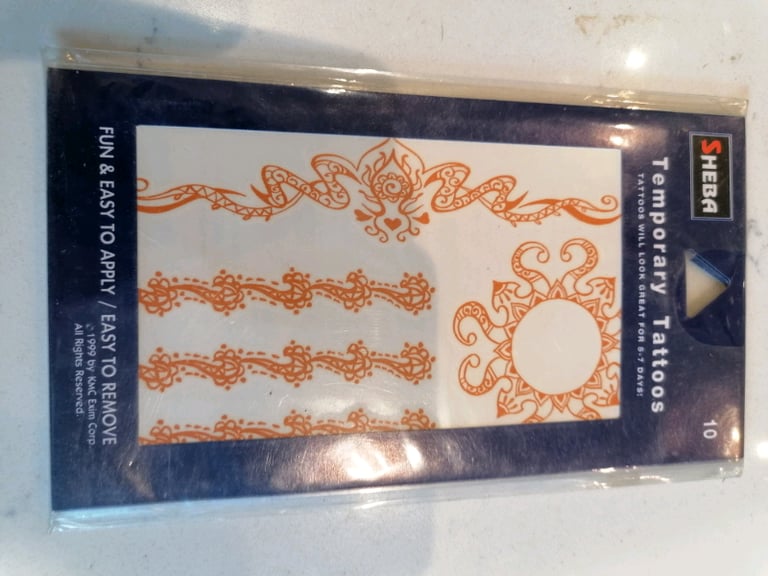 SHEBA
Temporary Tattoos
TATTOOS WILL LOOK GREAT FOR 5-7 DAYS!
10
FUN & EASY TO APPLY / EASY TO REMOVE
©1999 by KMC Exim Corp.
All Rights Reserved.